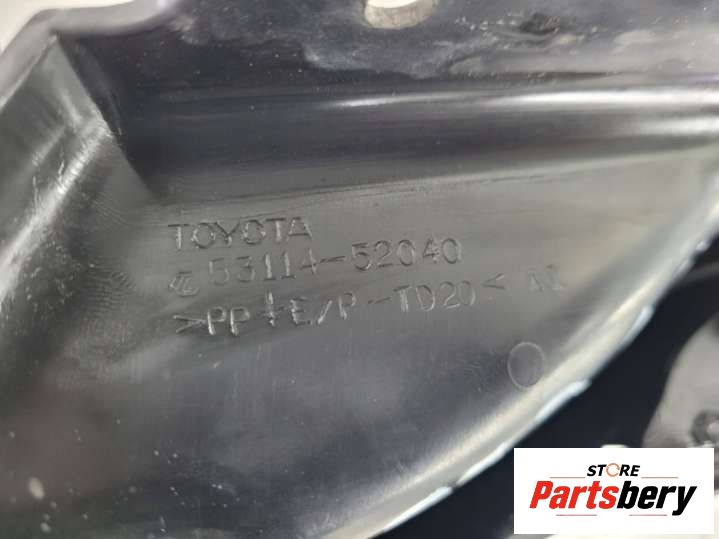 TOYOTA
53114-52040
>PP+E/P-TD20<
STORE
Partsbery